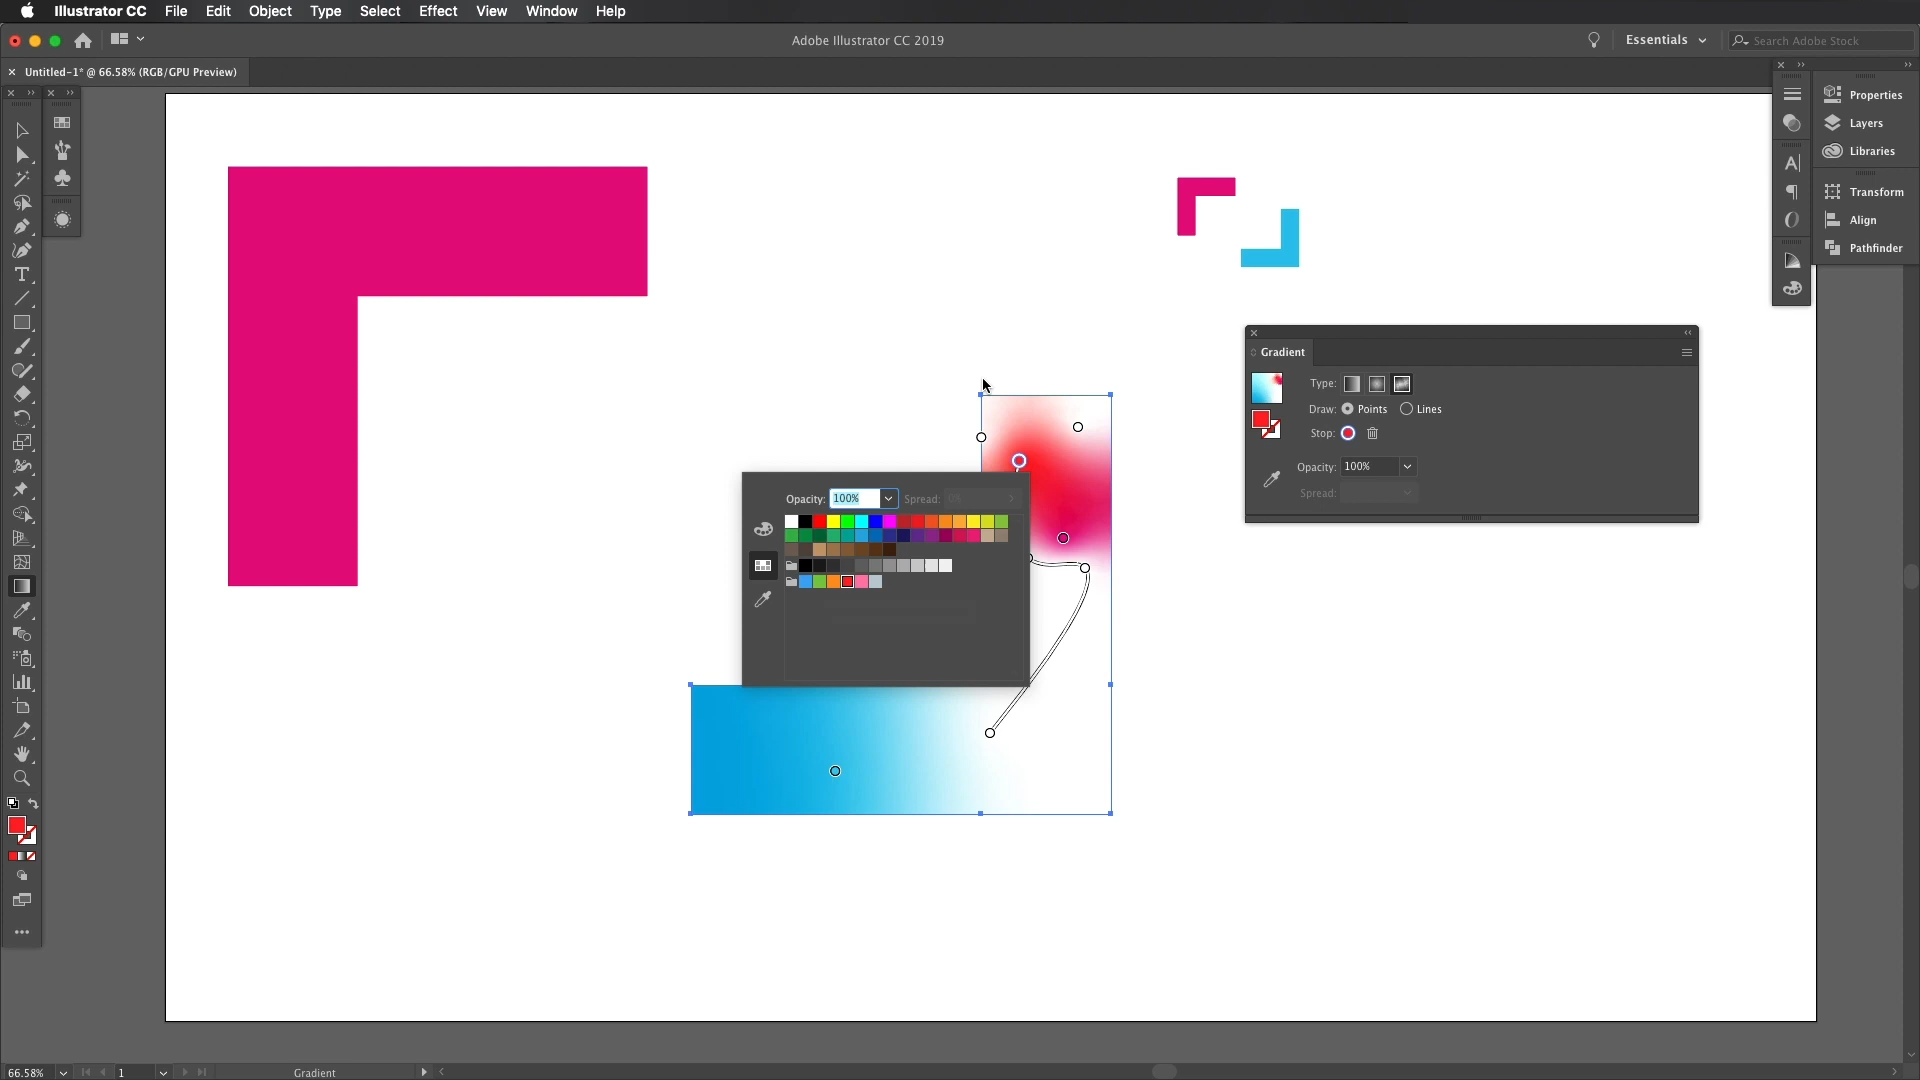 Illustrator CC File Edit Object Type Select Effect View Window Help
Adobe Illustrator CC 2019
Essentials
Search Adobe Stock
Untitled-1* @ 66.58% (RGB/GPU Preview)
Properties
Layers
Libraries
Transform
Align
Pathfinder
Gradient
Type:
Draw: Points Lines
Stop:
Opacity: 100%
Spread:
Opacity: 100% Spread: 0%
66.58% 1 Gradient